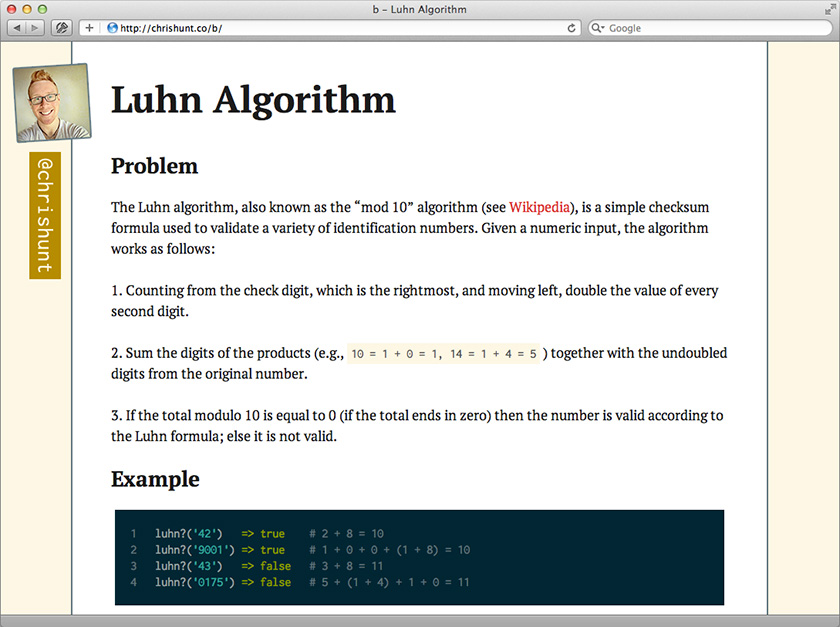 b – Luhn Algorithm
http://chrishunt.co/b/
Google
@chrishunt
Luhn Algorithm
Problem
The Luhn algorithm, also known as the “mod 10” algorithm (see Wikipedia), is a simple checksum
formula used to validate a variety of identification numbers. Given a numeric input, the algorithm
works as follows:
1. Counting from the check digit, which is the rightmost, and moving left, double the value of every
second digit.
2. Sum the digits of the products (e.g., 10 = 1 + 0 = 1, 14 = 1 + 4 = 5 ) together with the undoubled
digits from the original number.
3. If the total modulo 10 is equal to 0 (if the total ends in zero) then the number is valid according to
the Luhn formula; else it is not valid.
Example
1 luhn?('42') => true # 2 + 8 = 10
2 luhn?('9001') => true # 1 + 0 + 0 + (1 + 8) = 10
3 luhn?('43') => false # 3 + 8 = 11
4 luhn?('0175') => false # 5 + (1 + 4) + 1 + 0 = 11